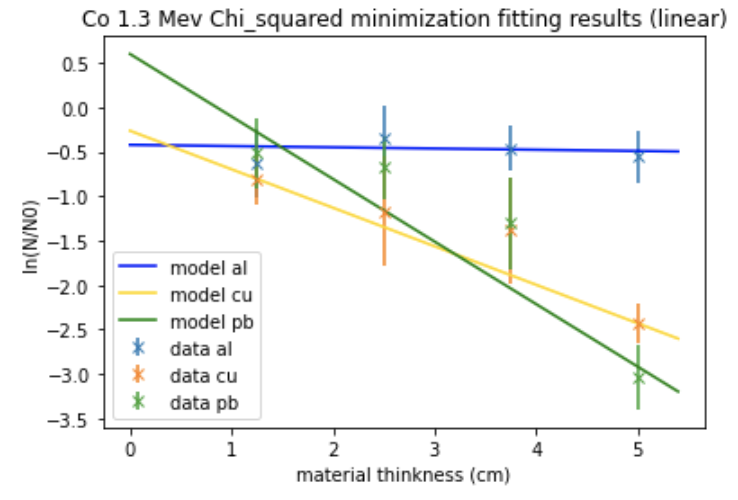 Co 1.3 Mev Chi_squared minimization fitting results (linear)
ln(N/N0)
0.5
0.0
−0.5
−1.0
−1.5
−2.0
−2.5
−3.0
−3.5
model al
model cu
model pb
data al
data cu
data pb
0 1 2 3 4 5
material thinkness (cm)